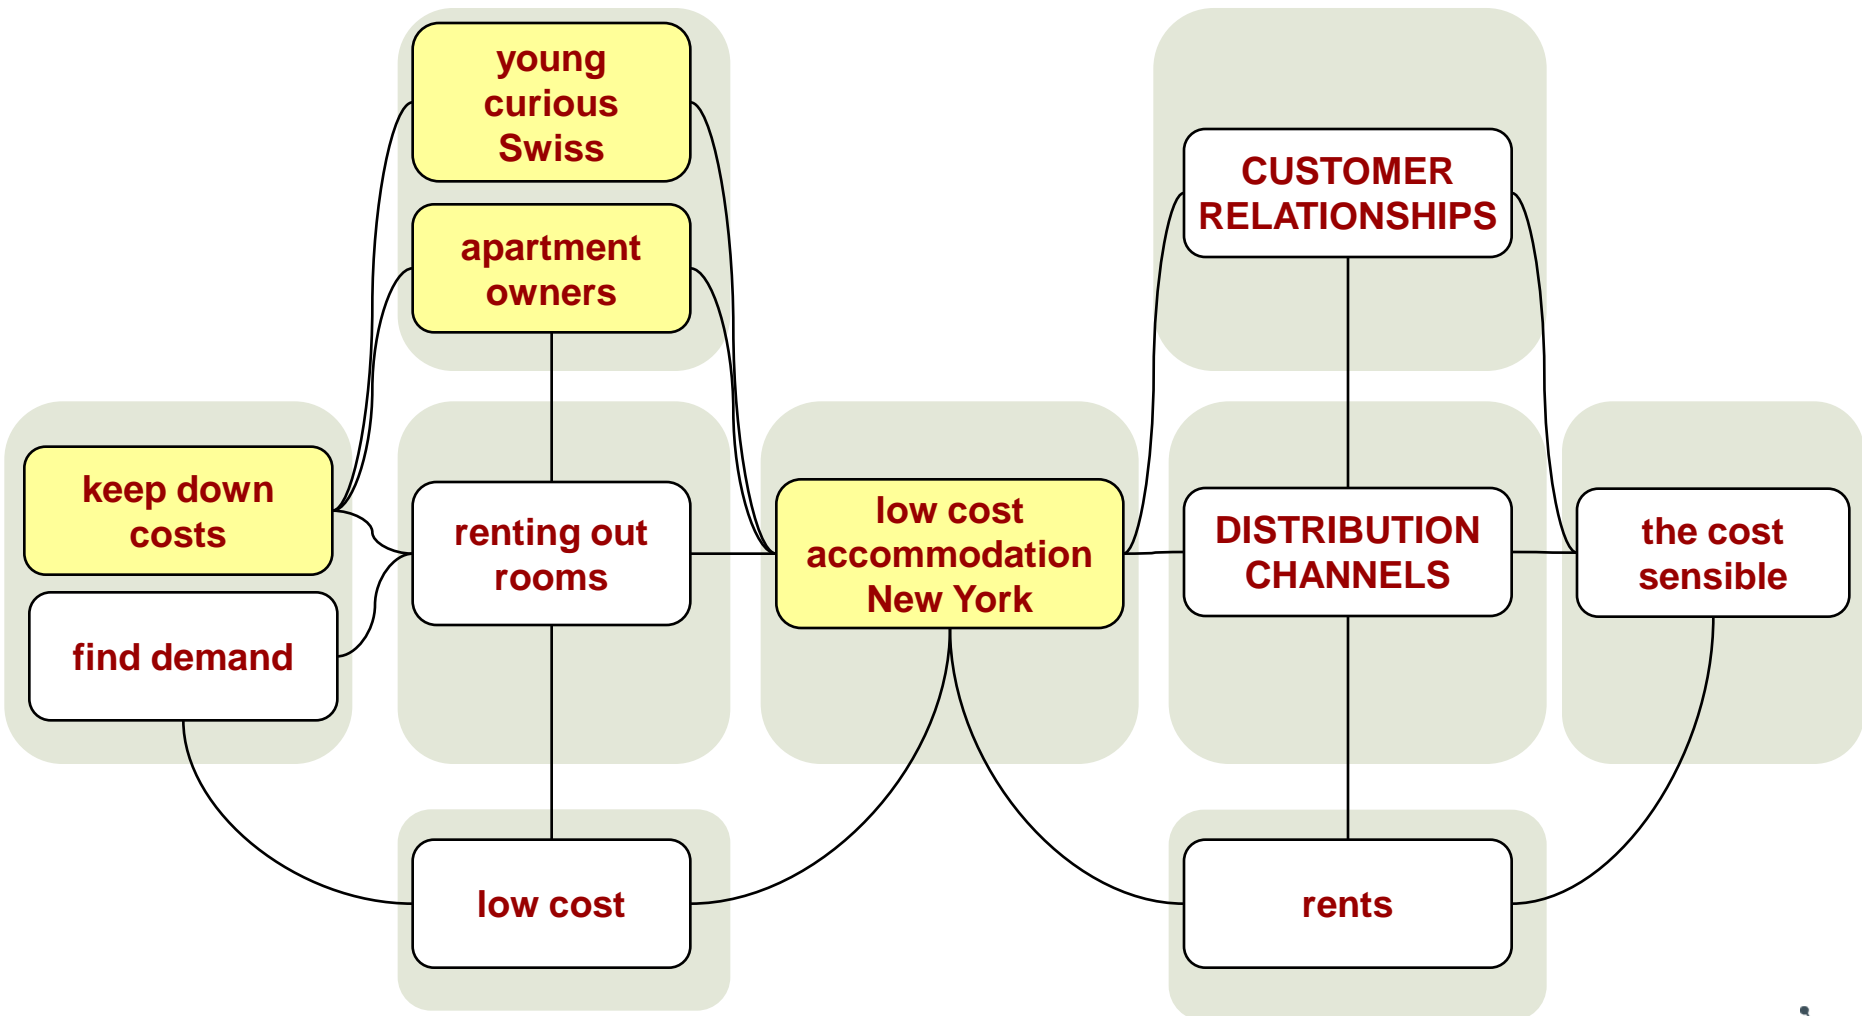 young
curious
Swiss
apartment
owners
CUSTOMER
RELATIONSHIPS
keep down
costs
find demand
renting out
rooms
low cost
accommodation
New York
DISTRIBUTION
CHANNELS
the cost
sensible
low cost
rents